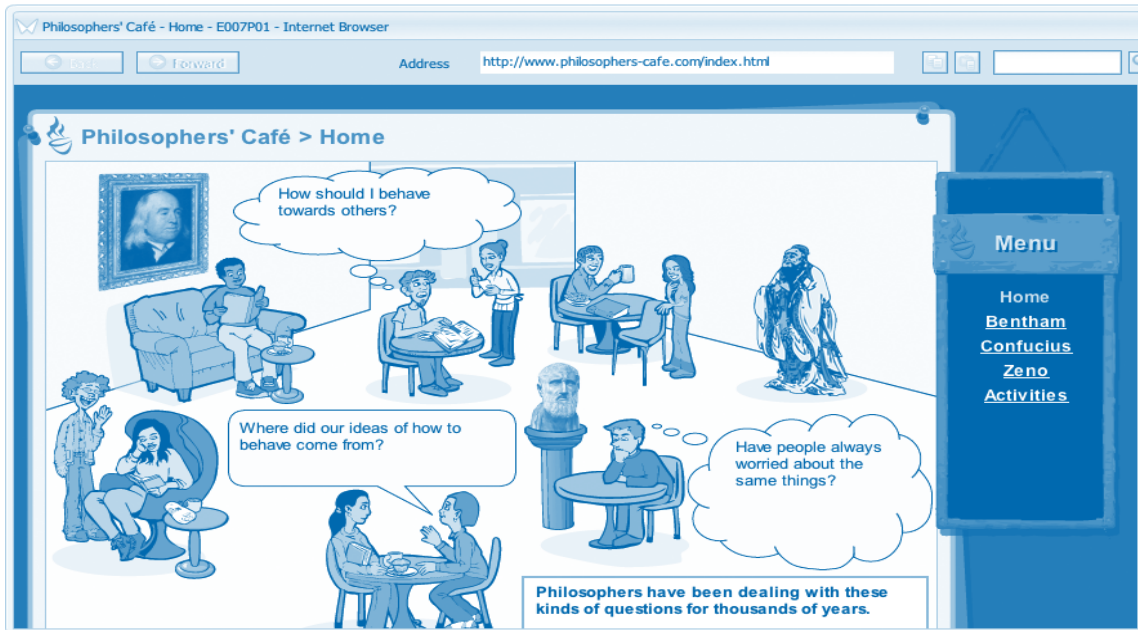 Philosophers' Café - Home - E007P01 - Internet Browser
Back
Forward
Address
http://www.philosophers-cafe.com/index.html
Philosophers' Café > Home
How should I behave
towards others?
Menu
Home
Bentham
Confucius
Zeno
Activities
Where did our ideas of how to
behave come from?
Have people always
worried about the
same things?
Philosophers have been dealing with these
kinds of questions for thousands of years.